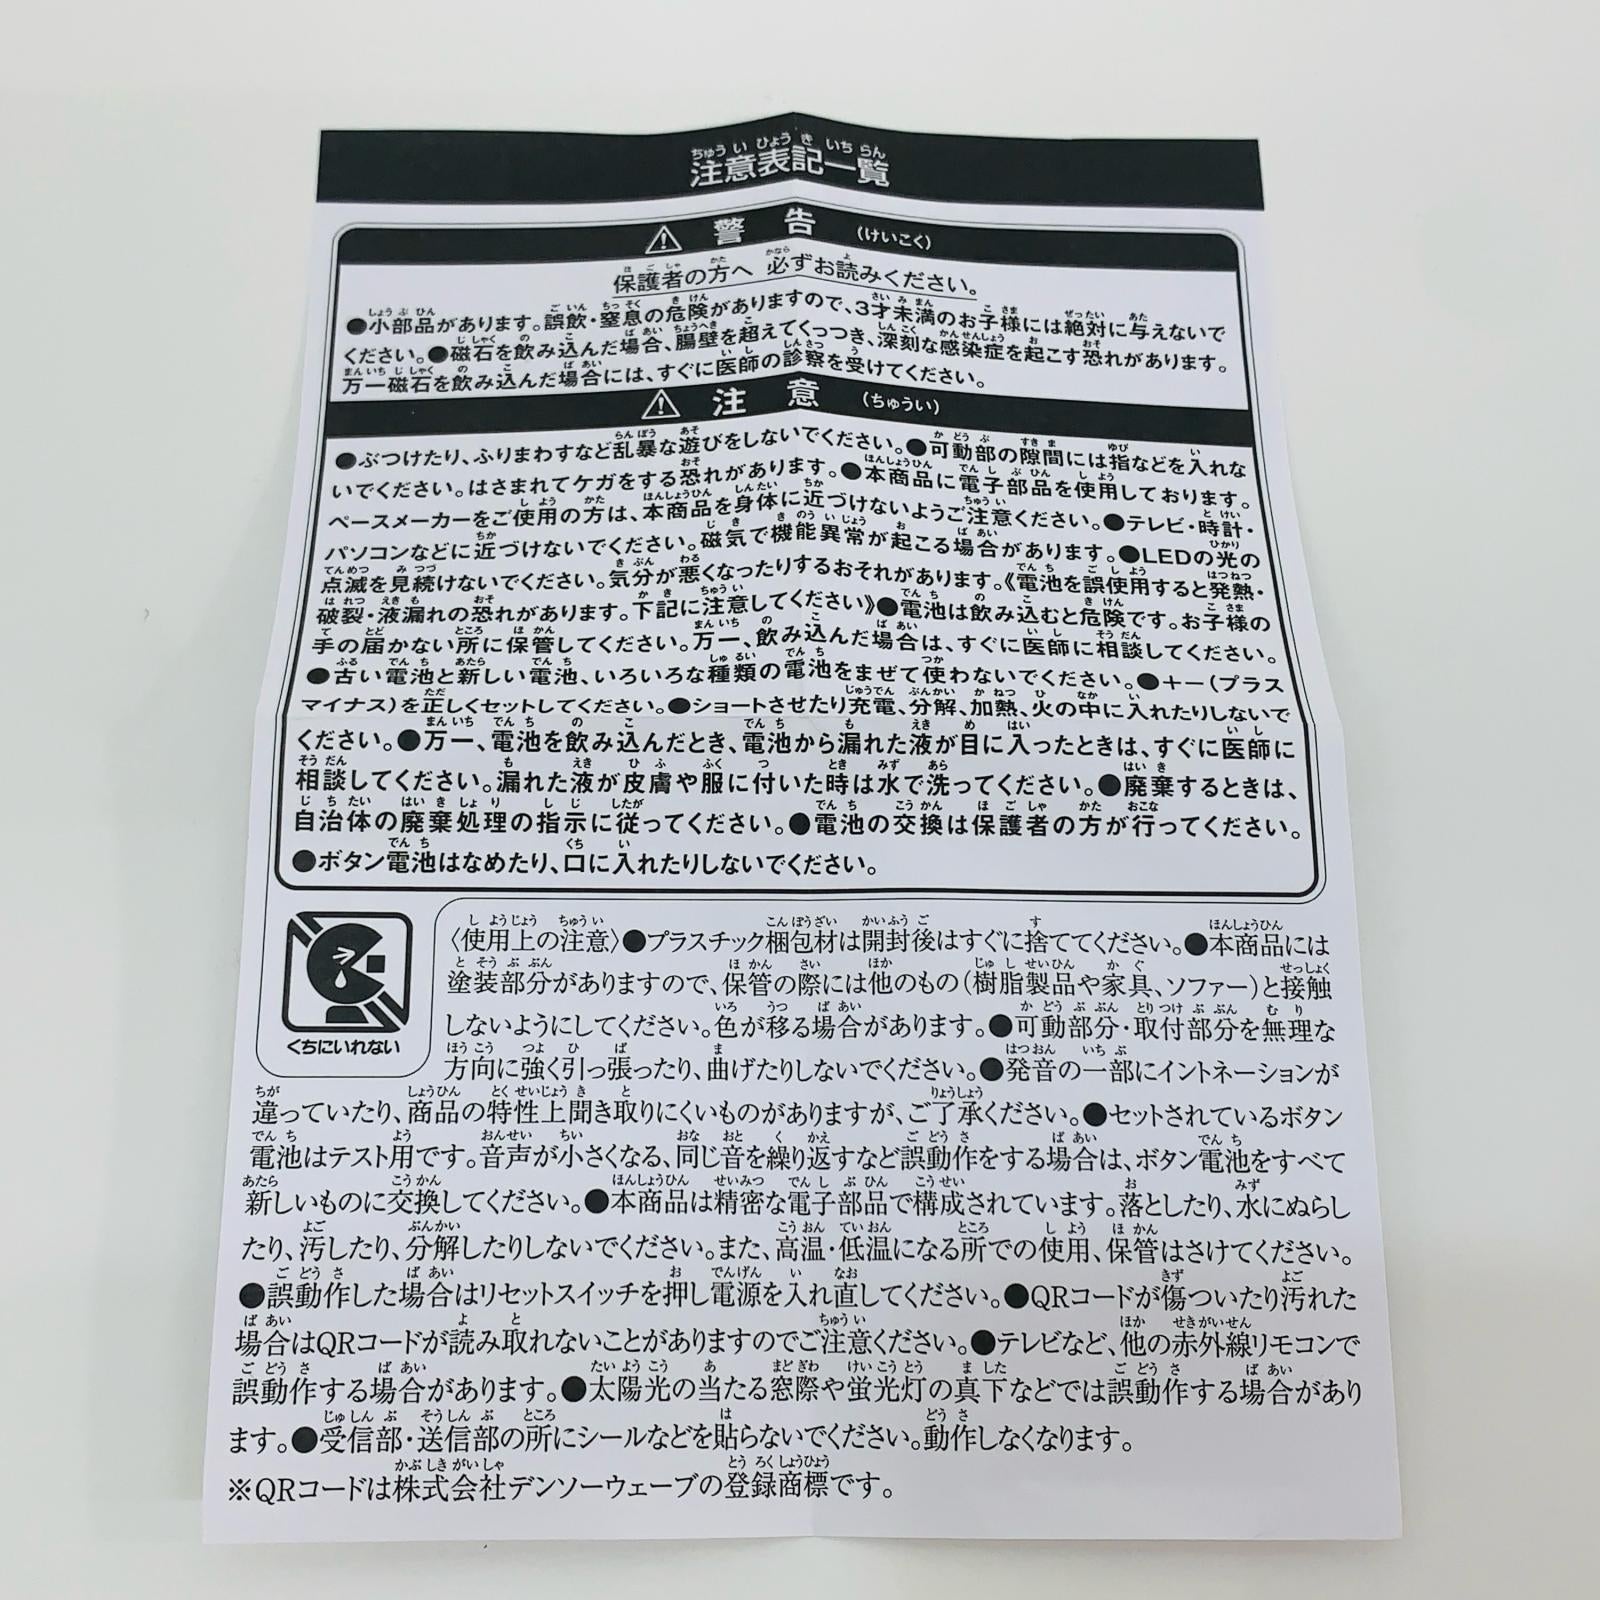 注意表記一覧
警告 (けいこく)
保護者の方へ 必ずお読みください。
●小部品があります。誤飲・窒息の危険がありますので、3才未満のお子様には絶対に与えないで
ください。●磁石を飲み込んだ場合、腸壁を超えてくっつき、深刻な感染症を起こす恐れがあります。
万一磁石を飲み込んだ場合には、すぐに医師の診察を受けてください。
注意 (ちゅうい)
●ぶつけたり、ふりまわすなど乱暴な遊びをしないでください。●可動部の隙間には指などを入れな
いでください。はさまれてケガをする恐れがあります。●本商品に電子部品を使用しております。
ペースメーカーをご使用の方は、本商品を身体に近づけないようご注意ください。●テレビ・時計・
パソコンなどに近づけないでください。磁気で機能異常が起こる場合があります。●LEDの光の
点滅を見続けないでください。気分が悪くなったりするおそれがあります。《電池を誤使用すると発熱・
破裂・液漏れの恐れがあります。下記に注意してください》●電池は飲み込むと危険です。お子様の
手の届かない所に保管してください。万一、飲み込んだ場合は、すぐに医師に相談してください。
●古い電池と新しい電池、いろいろな種類の電池をまぜて使わないでください。●＋－(プラス
マイナス)を正しくセットしてください。●ショートさせたり充電、分解、加熱、火の中に入れたりしないで
ください。●万一、電池を飲み込んだとき、電池から漏れた液が目に入ったときは、すぐに医師に
相談してください。漏れた液が皮膚や服に付いた時は水で洗ってください。●廃棄するときは、
自治体の廃棄処理の指示に従ってください。●電池の交換は保護者の方が行ってください。
●ボタン電池はなめたり、口に入れたりしないでください。
くちにいれない
〈使用上の注意〉●プラスチック梱包材は開封後はすぐに捨ててください。●本商品には
塗装部分がありますので、保管の際には他のもの(樹脂製品や家具、ソファー)と接触
しないようにしてください。色が移る場合があります。●可動部分・取付部分を無理な
方向に強く引っ張ったり、曲げたりしないでください。●発音の一部にイントネーションが
違っていたり、商品の特性上聞き取りにくいものがありますが、ご了承ください。●セットされているボタン
電池はテスト用です。音声が小さくなる、同じ音を繰り返すなど誤動作をする場合は、ボタン電池をすべて
新しいものに交換してください。●本商品は精密な電子部品で構成されています。落としたり、水にぬらし
たり、汚したり、分解したりしないでください。また、高温・低温になる所での使用、保管はさけてください。
●誤動作した場合はリセットスイッチを押し電源を入れ直してください。●QRコードが傷ついたり汚れた
場合はQRコードが読み取れないことがありますのでご注意ください。●テレビなど、他の赤外線リモコンで
誤動作する場合があります。●太陽光の当たる窓際や蛍光灯の真下などでは誤動作する場合があり
ます。●受信部・送信部の所にシールなどを貼らないでください。動作しなくなります。
※QRコードは株式会社デンソーウェーブの登録商標です。